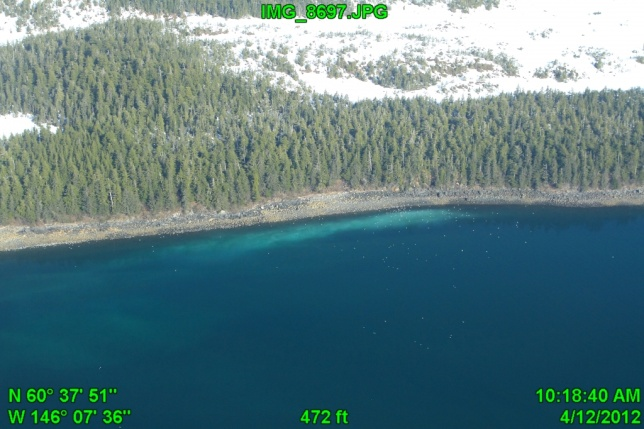 IMG_8697.JPG
N 60° 37' 51"
10:18:40 AM
W 146° 07' 36"
472 ft
4/12/2012